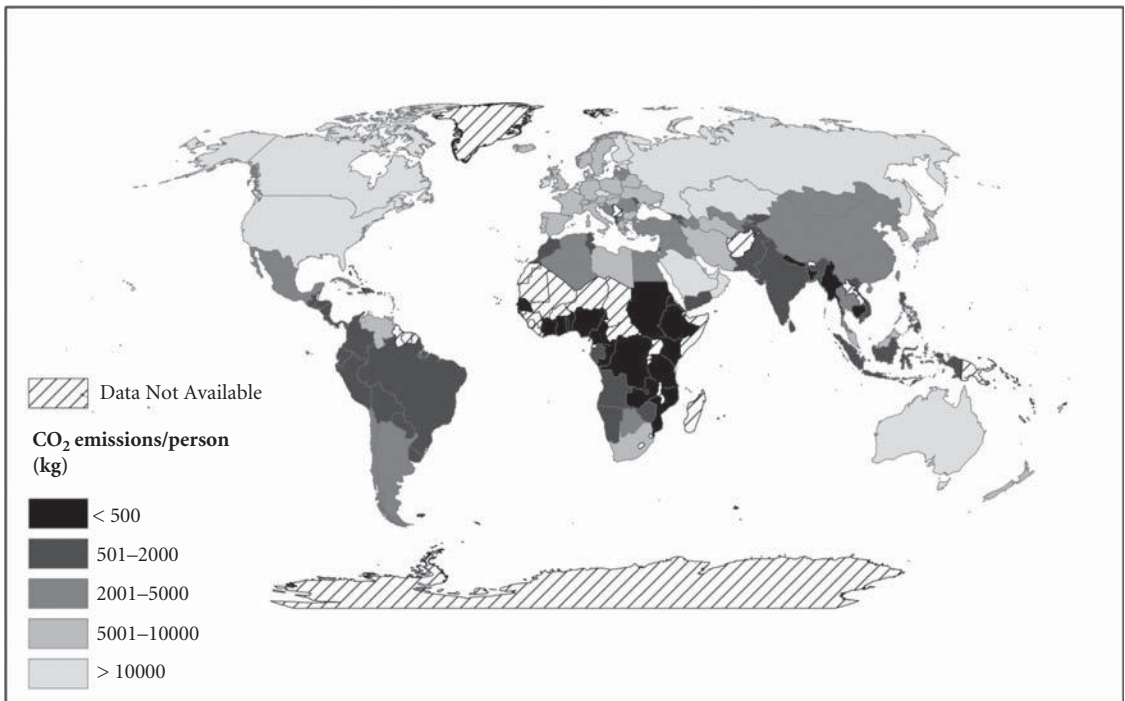 Data Not Available
CO₂ emissions/person
(kg)
< 500
501–2000
2001–5000
5001–10000
> 10000